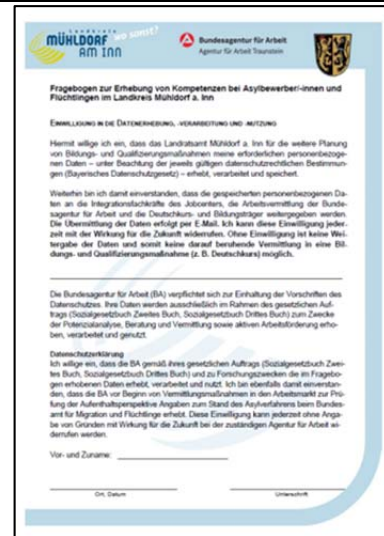 Landkreis
MÜHLDORF
AM INN
wo sonst?
Bundesagentur für Arbeit
Agentur für Arbeit Traunstein
Fragebogen zur Erhebung von Kompetenzen bei Asylbewerber/-innen und
Flüchtlingen im Landkreis Mühldorf a. Inn
EINWILLIGUNG IN DIE DATENERHEBUNG, -VERARBEITUNG UND -NUTZUNG
Hiermit willige ich ein, dass das Landratsamt Mühldorf a. Inn für die weitere Planung
von Bildungs- und Qualifizierungsmaßnahmen meine erforderlichen personenbezoge-
nen Daten – unter Beachtung der jeweils gültigen datenschutzrechtlichen Bestimmun-
gen (Bayerisches Datenschutzgesetz) – erhebt, verarbeitet und speichert.
Weiterhin bin ich damit einverstanden, dass die gespeicherten personenbezogenen Da-
ten an die Integrationsfachkräfte des Jobcenters, die Arbeitsvermittlung der Bunde-
sagentur für Arbeit und die Deutschkurs- und Bildungsträger weitergegeben werden.
Die Übermittlung der Daten erfolgt per E-Mail. Ich kann diese Einwilligung jeder-
zeit mit der Wirkung für die Zukunft widerrufen. Ohne Einwilligung ist keine Wei-
tergabe der Daten und somit keine darauf beruhende Vermittlung in eine Bil-
dungs- und Qualifizierungsmaßnahme (z. B. Deutschkurs) möglich.
Die Bundesagentur für Arbeit (BA) verpflichtet sich zur Einhaltung der Vorschriften des
Datenschutzes. Ihre Daten werden ausschließlich im Rahmen des gesetzlichen Auf-
trags (Sozialgesetzbuch Zweites Buch, Sozialgesetzbuch Drittes Buch) zum Zwecke
der Potenzialanalyse, Beratung und Vermittlung sowie aktiven Arbeitsförderung erho-
ben, verarbeitet und genutzt.
Datenschutzerklärung
Ich willige ein, dass die BA gemäß ihres gesetzlichen Auftrags (Sozialgesetzbuch Zwei-
tes Buch, Sozialgesetzbuch Drittes Buch) und zu Forschungszwecken die im Fragebo-
gen erhobenen Daten erhebt, verarbeitet und nutzt. Ich bin ebenfalls damit einverstan-
den, dass die BA vor Beginn von Vermittlungsmaßnahmen in den Arbeitsmarkt zur Prü-
fung der Aufenthaltsperspektive Angaben zum Stand des Asylverfahrens beim Bundes-
amt für Migration und Flüchtlinge erhebt. Diese Einwilligung kann jederzeit ohne Anga-
be von Gründen mit Wirkung für die Zukunft bei der zuständigen Agentur für Arbeit wi-
derrufen werden.
Vor- und Zuname:
Ort, Datum
Unterschrift